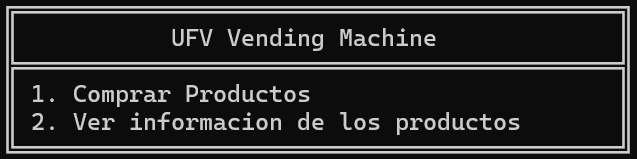 UFV Vending Machine
1. Comprar Productos
2. Ver informacion de los productos